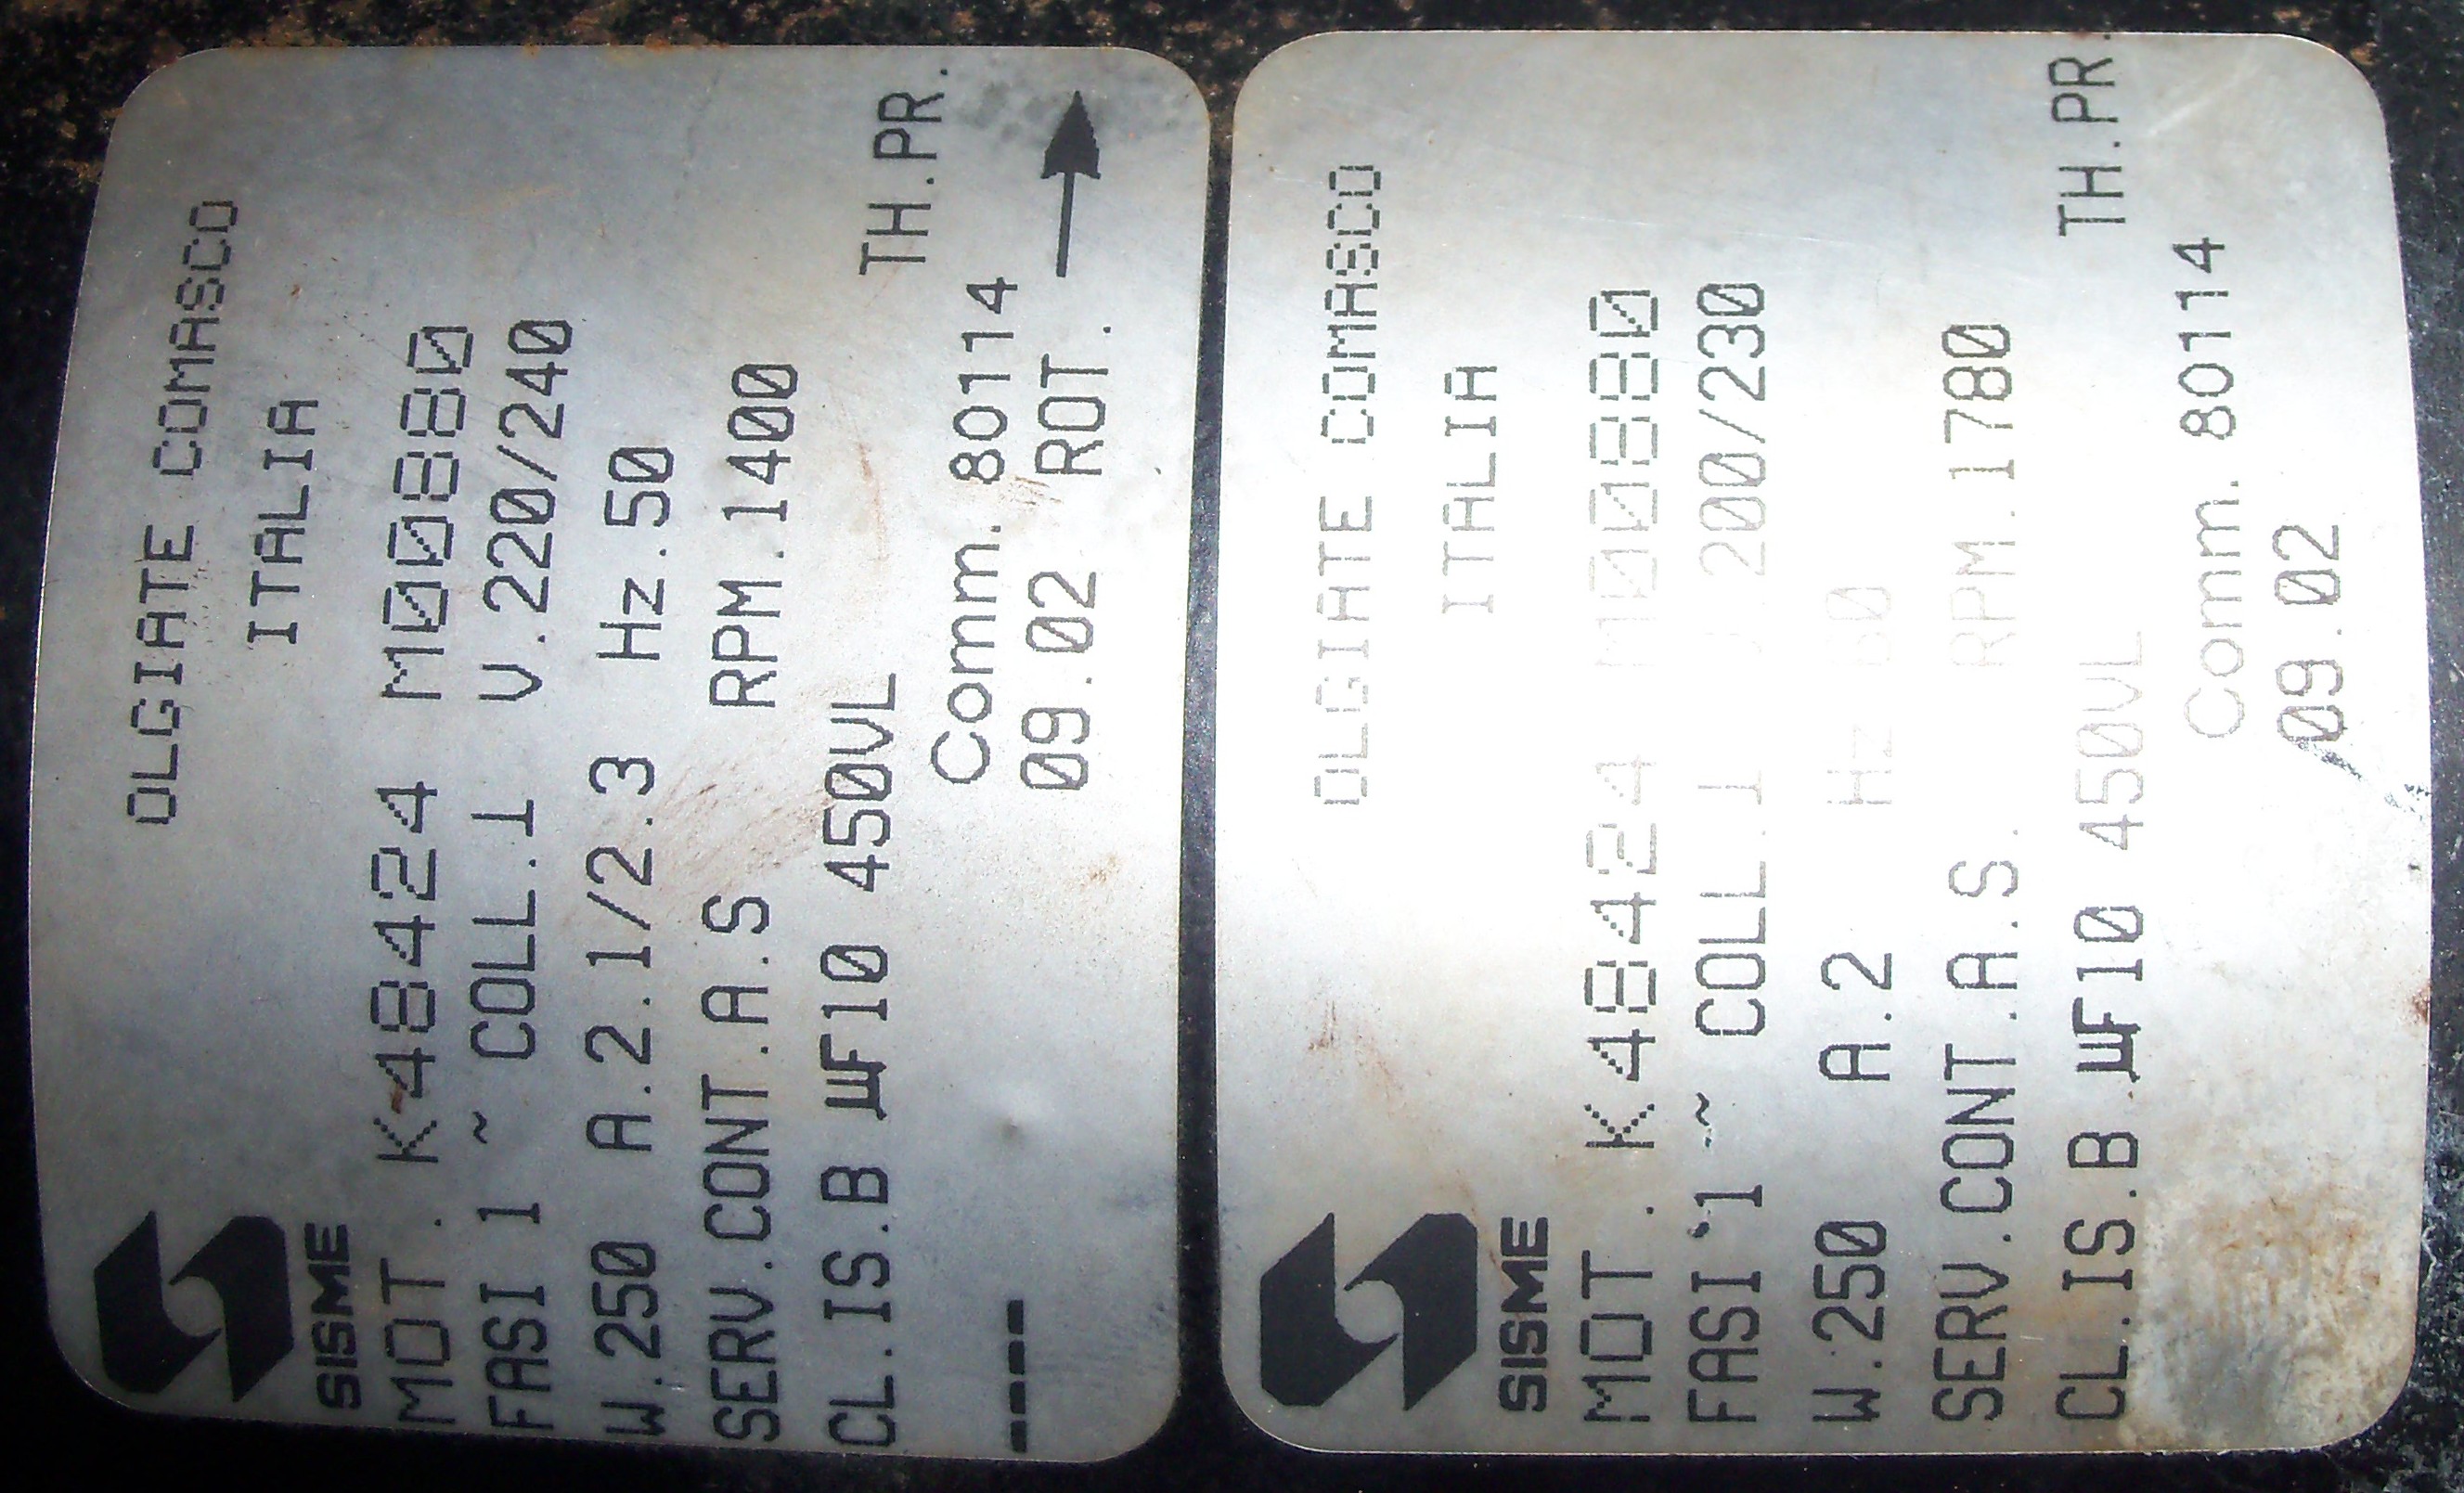 OLGIATE COMASCO
ITALIA
SISME
MOT. K48424 M00880
FASI 1 ~ COLL.1 V.220/240
W.250 A.2.1/2.3 Hz.50
SERV.CONT.A.S RPM.1400
CL.IS.B µF10 450VL TH.PR.
Comm. 80114
09.02 ROT.
OLGIATE COMASCO
ITALIA
SISME
MOT. K48424 M00880
FASI 1 ~ COLL.1 200/230
W.250 A.2 Hz 60
SERV.CONT.A.S. RPM.1780
CL.IS.B µF10 450VL TH.PR.
Comm. 80114
09.02